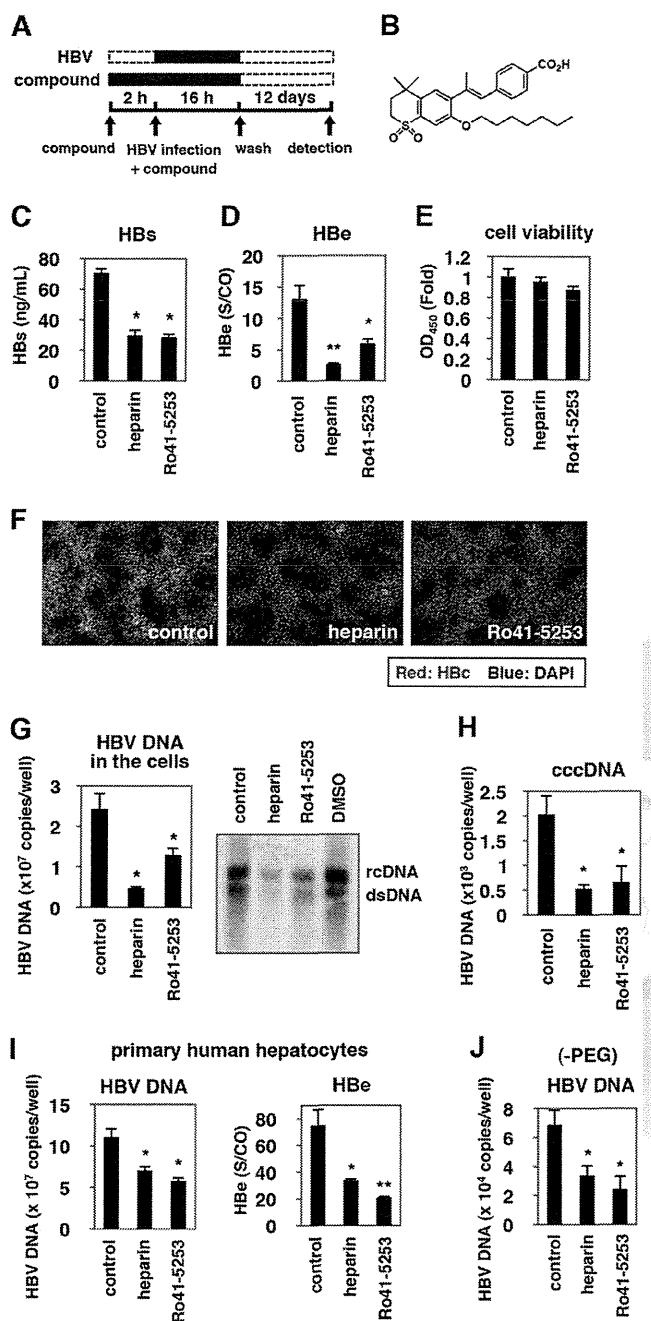 A
HBV
compound
2 h 16 h 12 days
compound HBV infection + compound wash detection
B
CO₂H
O
S
O
O
C
HBs
HBs (ng/mL)
80
60
40
20
0
* *
control
heparin
Ro41-5253
D
HBe
HBe (S/CO)
20
15
10
5
0
** *
control
heparin
Ro41-5253
E
cell viability
OD₄₅₀ (Fold)
1.2
1
0.8
0.6
0.4
0.2
0
control
heparin
Ro41-5253
F
control
heparin
Ro41-5253
Red: HBc Blue: DAPI
G
HBV DNA
in the cells
HBV DNA (x10⁷ copies/well)
3
2
1
0
* *
control
heparin
Ro41-5253
control
heparin
Ro41-5253
DMSO
rcDNA
dsDNA
H
cccDNA
HBV DNA (x10³ copies/well)
2.5
2
1.5
1
0.5
0
* *
control
heparin
Ro41-5253
I
primary human hepatocytes
HBV DNA
HBV DNA (x 10⁷ copies/well)
15
10
5
0
* *
control
heparin
Ro41-5253
HBe
HBe (S/CO)
80
60
40
20
0
* **
control
heparin
Ro41-5253
J
(-PEG)
HBV DNA
HBV DNA (x 10⁴ copies/well)
8
6
4
2
0
* *
control
heparin
Ro41-5253